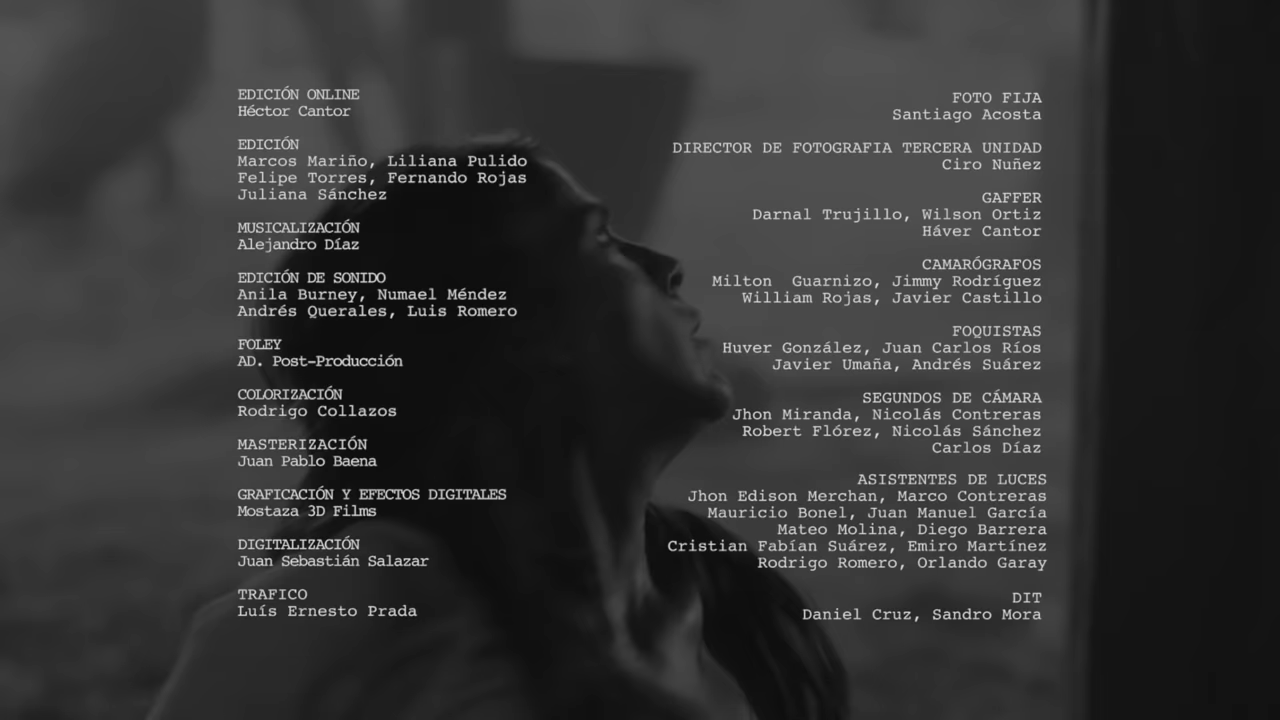 EDICIÓN ONLINE
Héctor Cantor
EDICIÓN
Marcos Mariño, Liliana Pulido
Felipe Torres, Fernando Rojas
Juliana Sánchez
MUSICALIZACIÓN
Alejandro Díaz
EDICIÓN DE SONIDO
Anila Burney, Numael Méndez
Andrés Querales, Luis Romero
FOLEY
AD. Post-Producción
COLORIZACIÓN
Rodrigo Collazos
MASTERIZACIÓN
Juan Pablo Baena
GRAFICACIÓN Y EFECTOS DIGITALES
Mostaza 3D Films
DIGITALIZACIÓN
Juan Sebastián Salazar
TRAFICO
Luís Ernesto Prada
FOTO FIJA
Santiago Acosta
DIRECTOR DE FOTOGRAFIA TERCERA UNIDAD
Ciro Nuñez
GAFFER
Darnal Trujillo, Wilson Ortiz
Háver Cantor
CAMARÓGRAFOS
Milton  Guarnizo, Jimmy Rodríguez
William Rojas, Javier Castillo
FOQUISTAS
Huver González, Juan Carlos Ríos
Javier Umaña, Andrés Suárez
SEGUNDOS DE CÁMARA
Jhon Miranda, Nicolás Contreras
Robert Flórez, Nicolás Sánchez
Carlos Díaz
ASISTENTES DE LUCES
Jhon Edison Merchan, Marco Contreras
Mauricio Bonel, Juan Manuel García
Mateo Molina, Diego Barrera
Cristian Fabían Suárez, Emiro Martínez
Rodrigo Romero, Orlando Garay
DIT
Daniel Cruz, Sandro Mora